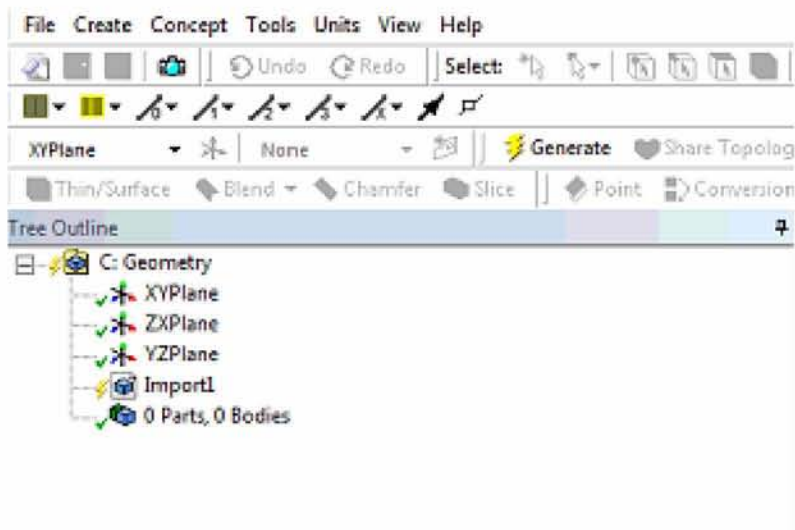 File Create Concept Tools Units View Help
Undo Redo Select:
XYPlane None Generate Share Topolog
Thin/Surface Blend Chamfer Slice Point Conversion
Tree Outline
C: Geometry
XYPlane
ZXPlane
YZPlane
Import1
0 Parts, 0 Bodies